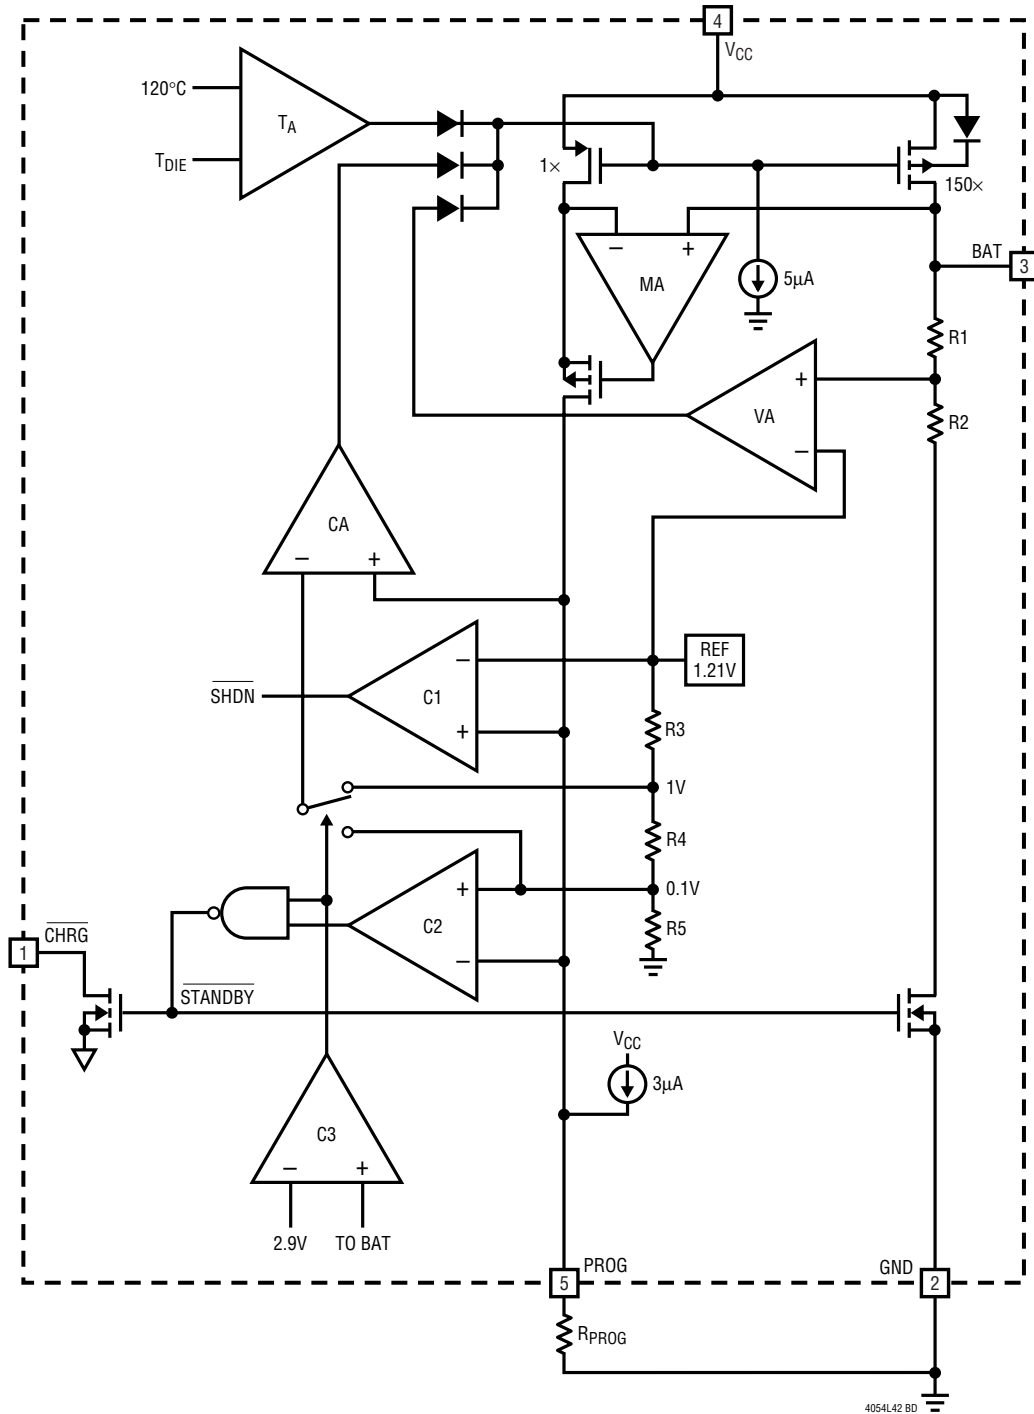 4
VCC
120°C
TA
TDIE
1×
150×
– +
MA
5µA
BAT
3
R1
+
VA
R2
–
CA
– +
REF
1.21V
–
SHDN
C1
R3
+
1V
R4
+
0.1V
C2
R5
CHRG
1
–
STANDBY
VCC
3µA
C3
– +
2.9V TO BAT
PROG
5
GND
2
RPROG
4054L42 BD